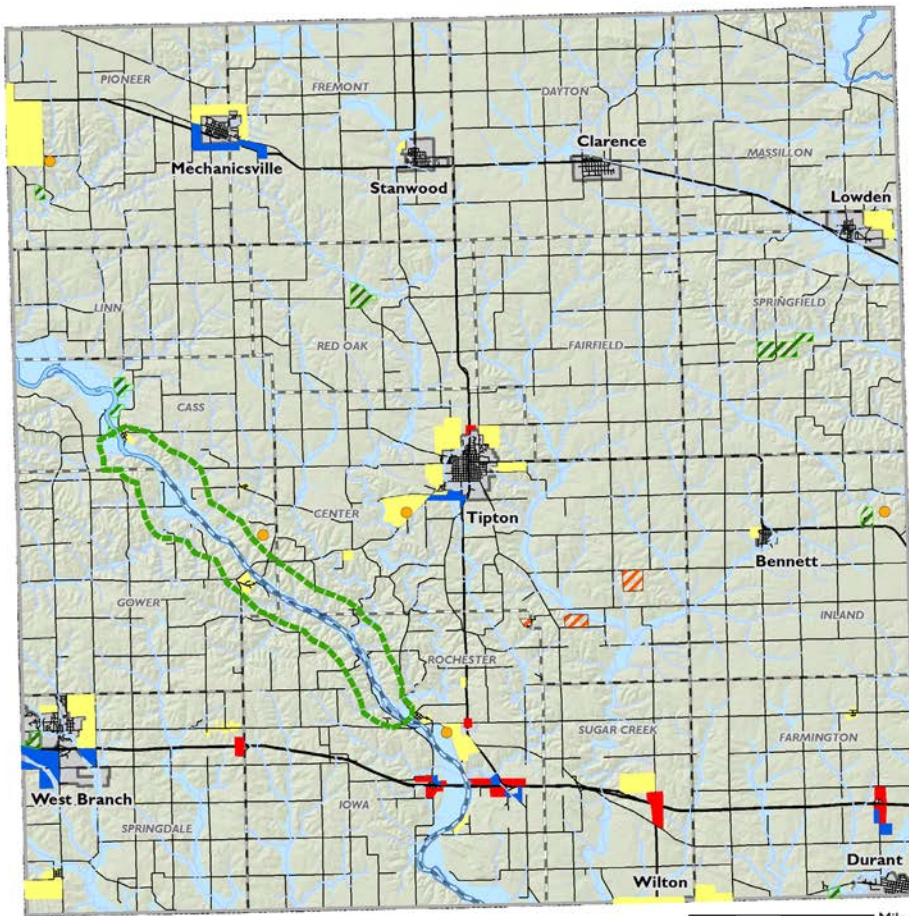 PIONEER
FREMONT
DAYTON
Clarence
MASSILLON
Mechanicsville
Stanwood
Lowden
LINN
RED OAK
FAIRFIELD
SPRINGFIELD
CASS
CENTER
Tipton
Bennett
GOWER
INLAND
ROCHESTER
SUGAR CREEK
FARMINGTON
West Branch
IOWA
SPRINGDALE
Durant
Wilton